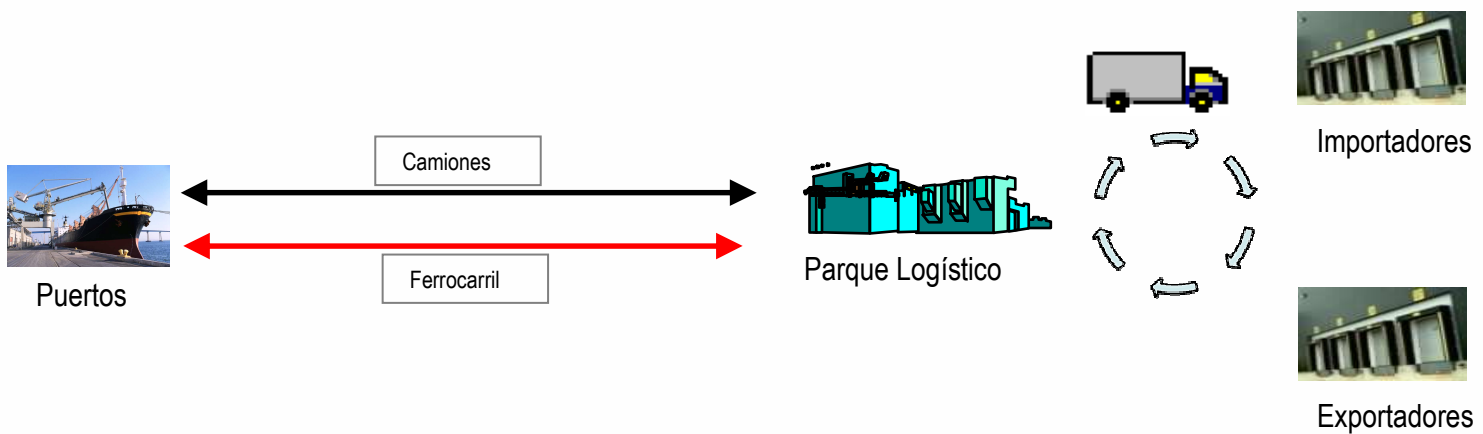 Importadores
Camiones
Parque Logístico
Ferrocarril
Puertos
Exportadores